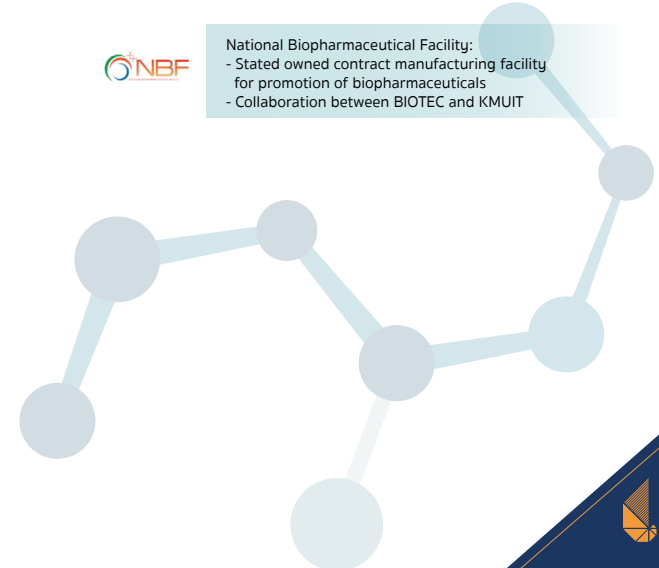 NBF
National Biopharmaceutical Facility:
- Stated owned contract manufacturing facility
for promotion of biopharmaceuticals
- Collaboration between BIOTEC and KMUIT